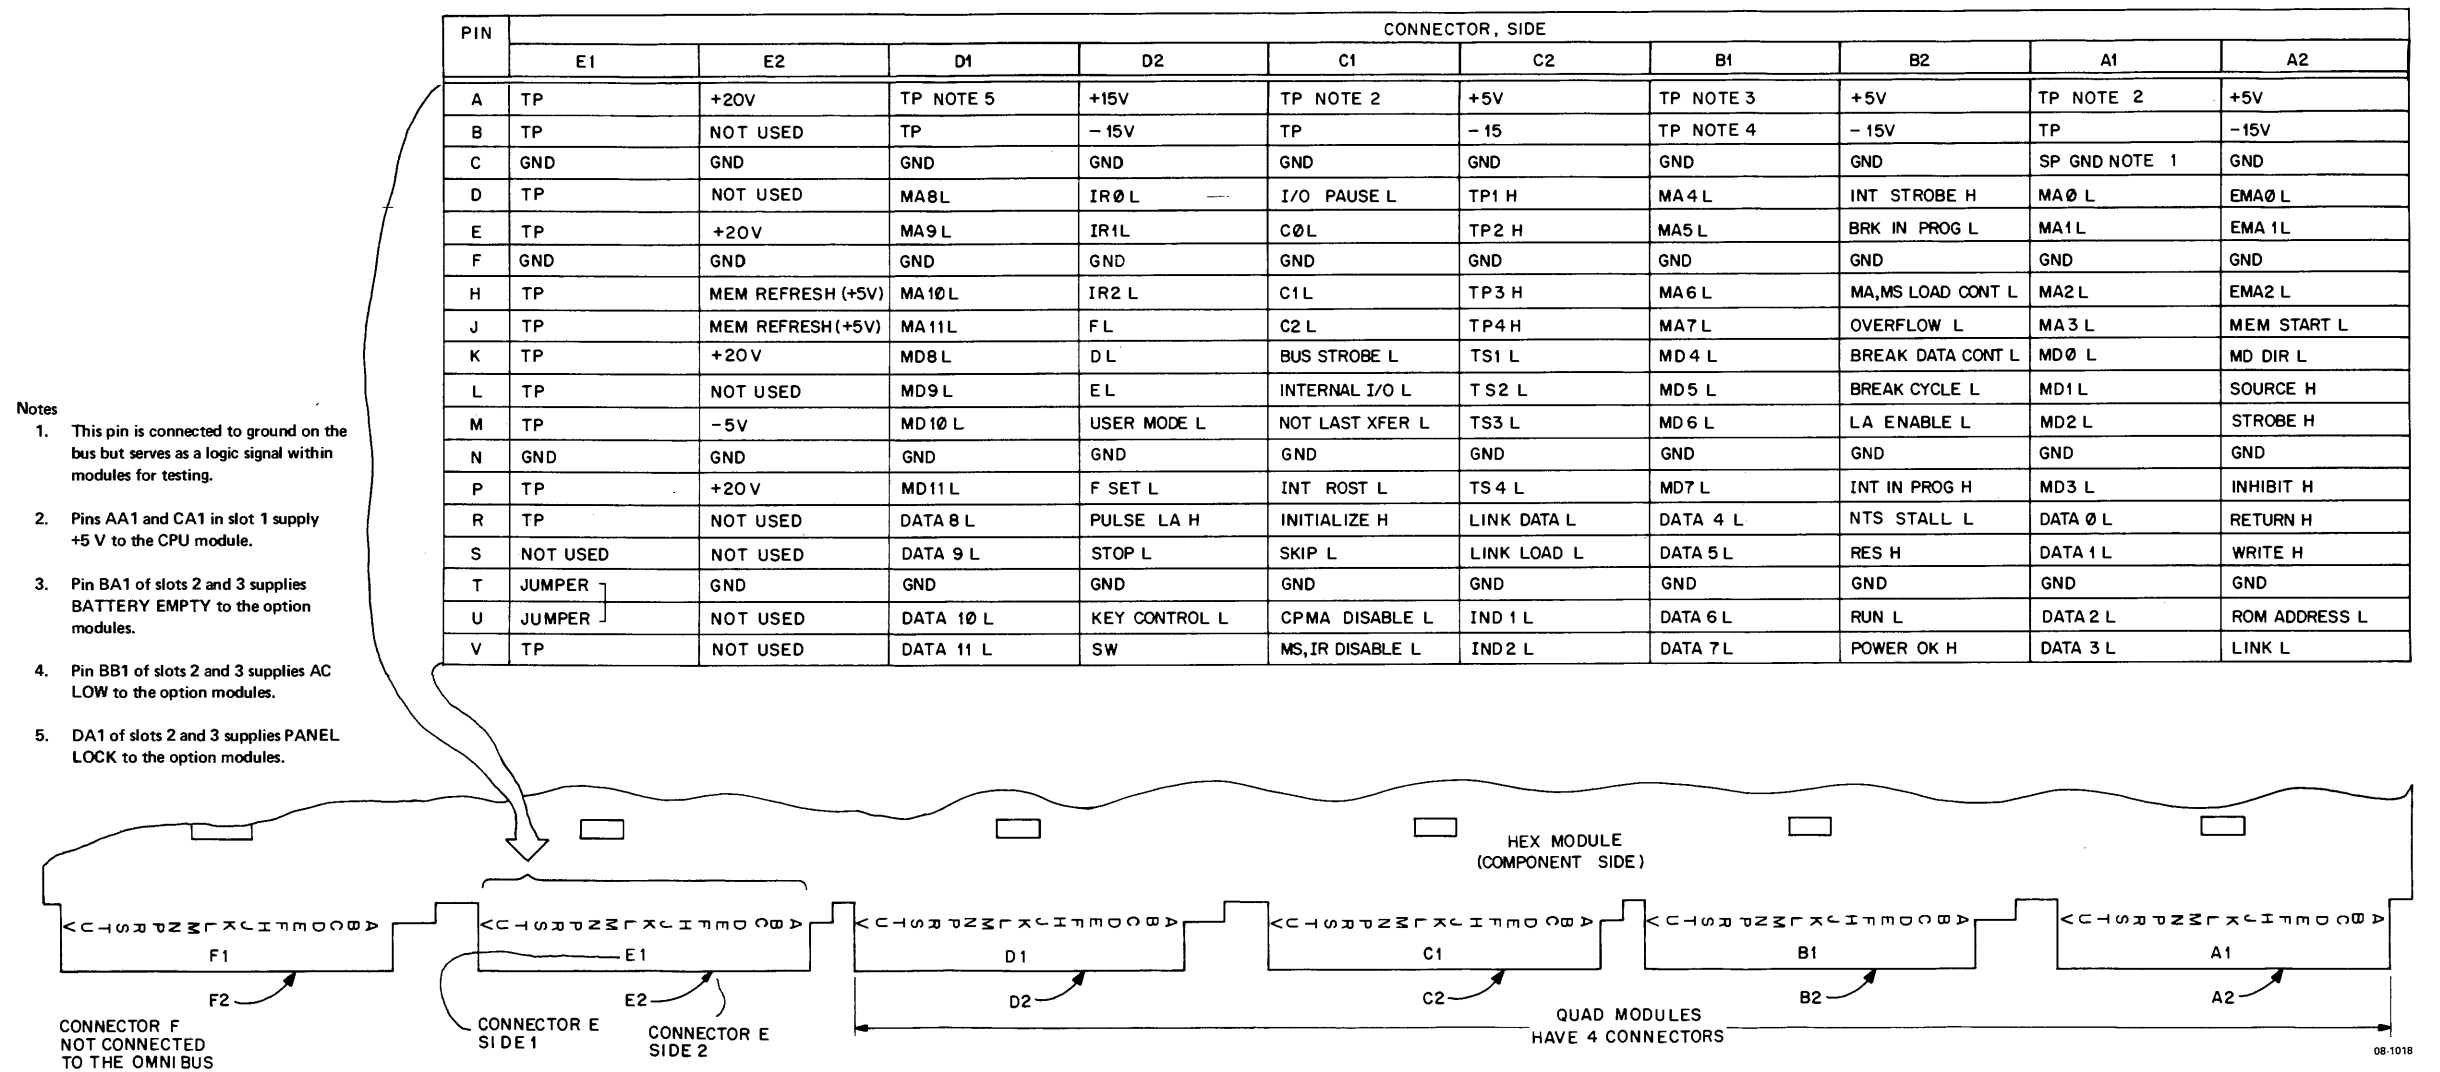 PIN CONNECTOR, SIDE
E1 E2 D1 D2 C1 C2 B1 B2 A1 A2
A TP +20V TP NOTE 5 +15V TP NOTE 2 +5V TP NOTE 3 +5V TP NOTE 2 +5V
B TP NOT USED TP -15V TP -15 TP NOTE 4 -15V TP -15V
C GND GND GND GND GND GND GND GND SP GND NOTE 1 GND
D TP NOT USED MA8L IRØ L I/O PAUSE L TP1 H MA4 L INT STROBE H MAØ L EMAØ L
E TP +20V MA9 L IR1L CØL TP2 H MA5L BRK IN PROG L MA1L EMA 1L
F GND GND GND GND GND GND GND GND GND GND
H TP MEM REFRESH (+5V) MA1ØL IR2 L C1L TP3 H MA6 L MA,MS LOAD CONT L MA2L EMA2 L
J TP MEM REFRESH(+5V) MA11L F L C2 L TP4H MA7L OVERFLOW L MA3L MEM START L
K TP +20V MD8L D L BUS STROBE L TS1 L MD4 L BREAK DATA CONT L MDØ L MD DIR L
L TP NOT USED MD9L E L INTERNAL I/O L TS2 L MD5 L BREAK CYCLE L MD1L SOURCE H
M TP -5V MD1Ø L USER MODE L NOT LAST XFER L TS3 L MD6 L LA ENABLE L MD2L STROBE H
N GND GND GND GND GND GND GND GND GND GND
P TP +20V MD11L F SET L INT ROST L TS4 L MD7L INT IN PROG H MD3 L INHIBIT H
R TP NOT USED DATA 8 L PULSE LA H INITIALIZE H LINK DATA L DATA 4 L NTS STALL L DATA Ø L RETURN H
S NOT USED NOT USED DATA 9 L STOP L SKIP L LINK LOAD L DATA 5 L RES H DATA 1 L WRITE H
T JUMPER GND GND GND GND GND GND GND GND GND
U JUMPER NOT USED DATA 1Ø L KEY CONTROL L CPMA DISABLE L IND 1 L DATA 6 L RUN L DATA2 L ROM ADDRESS L
V TP NOT USED DATA 11 L SW MS,IR DISABLE L IND2 L DATA 7L POWER OK H DATA 3 L LINK L
Notes
1. This pin is connected to ground on the
bus but serves as a logic signal within
modules for testing.
2. Pins AA1 and CA1 in slot 1 supply
+5 V to the CPU module.
3. Pin BA1 of slots 2 and 3 supplies
BATTERY EMPTY to the option
modules.
4. Pin BB1 of slots 2 and 3 supplies AC
LOW to the option modules.
5. DA1 of slots 2 and 3 supplies PANEL
LOCK to the option modules.
HEX MODULE
(COMPONENT SIDE)
V U T S R P N M L K J H F E D C B A V U T S R P N M L K J H F E D C B A V U T S R P N M L K J H F E D C B A V U T S R P N M L K J H F E D C B A V U T S R P N M L K J H F E D C B A V U T S R P N M L K J H F E D C B A
F1 E1 D1 C1 B1 A1
F2 E2 D2 C2 B2 A2
CONNECTOR F
NOT CONNECTED
TO THE OMNIBUS
CONNECTOR E
SIDE 1
CONNECTOR E
SIDE 2
QUAD MODULES
HAVE 4 CONNECTORS
08-1018